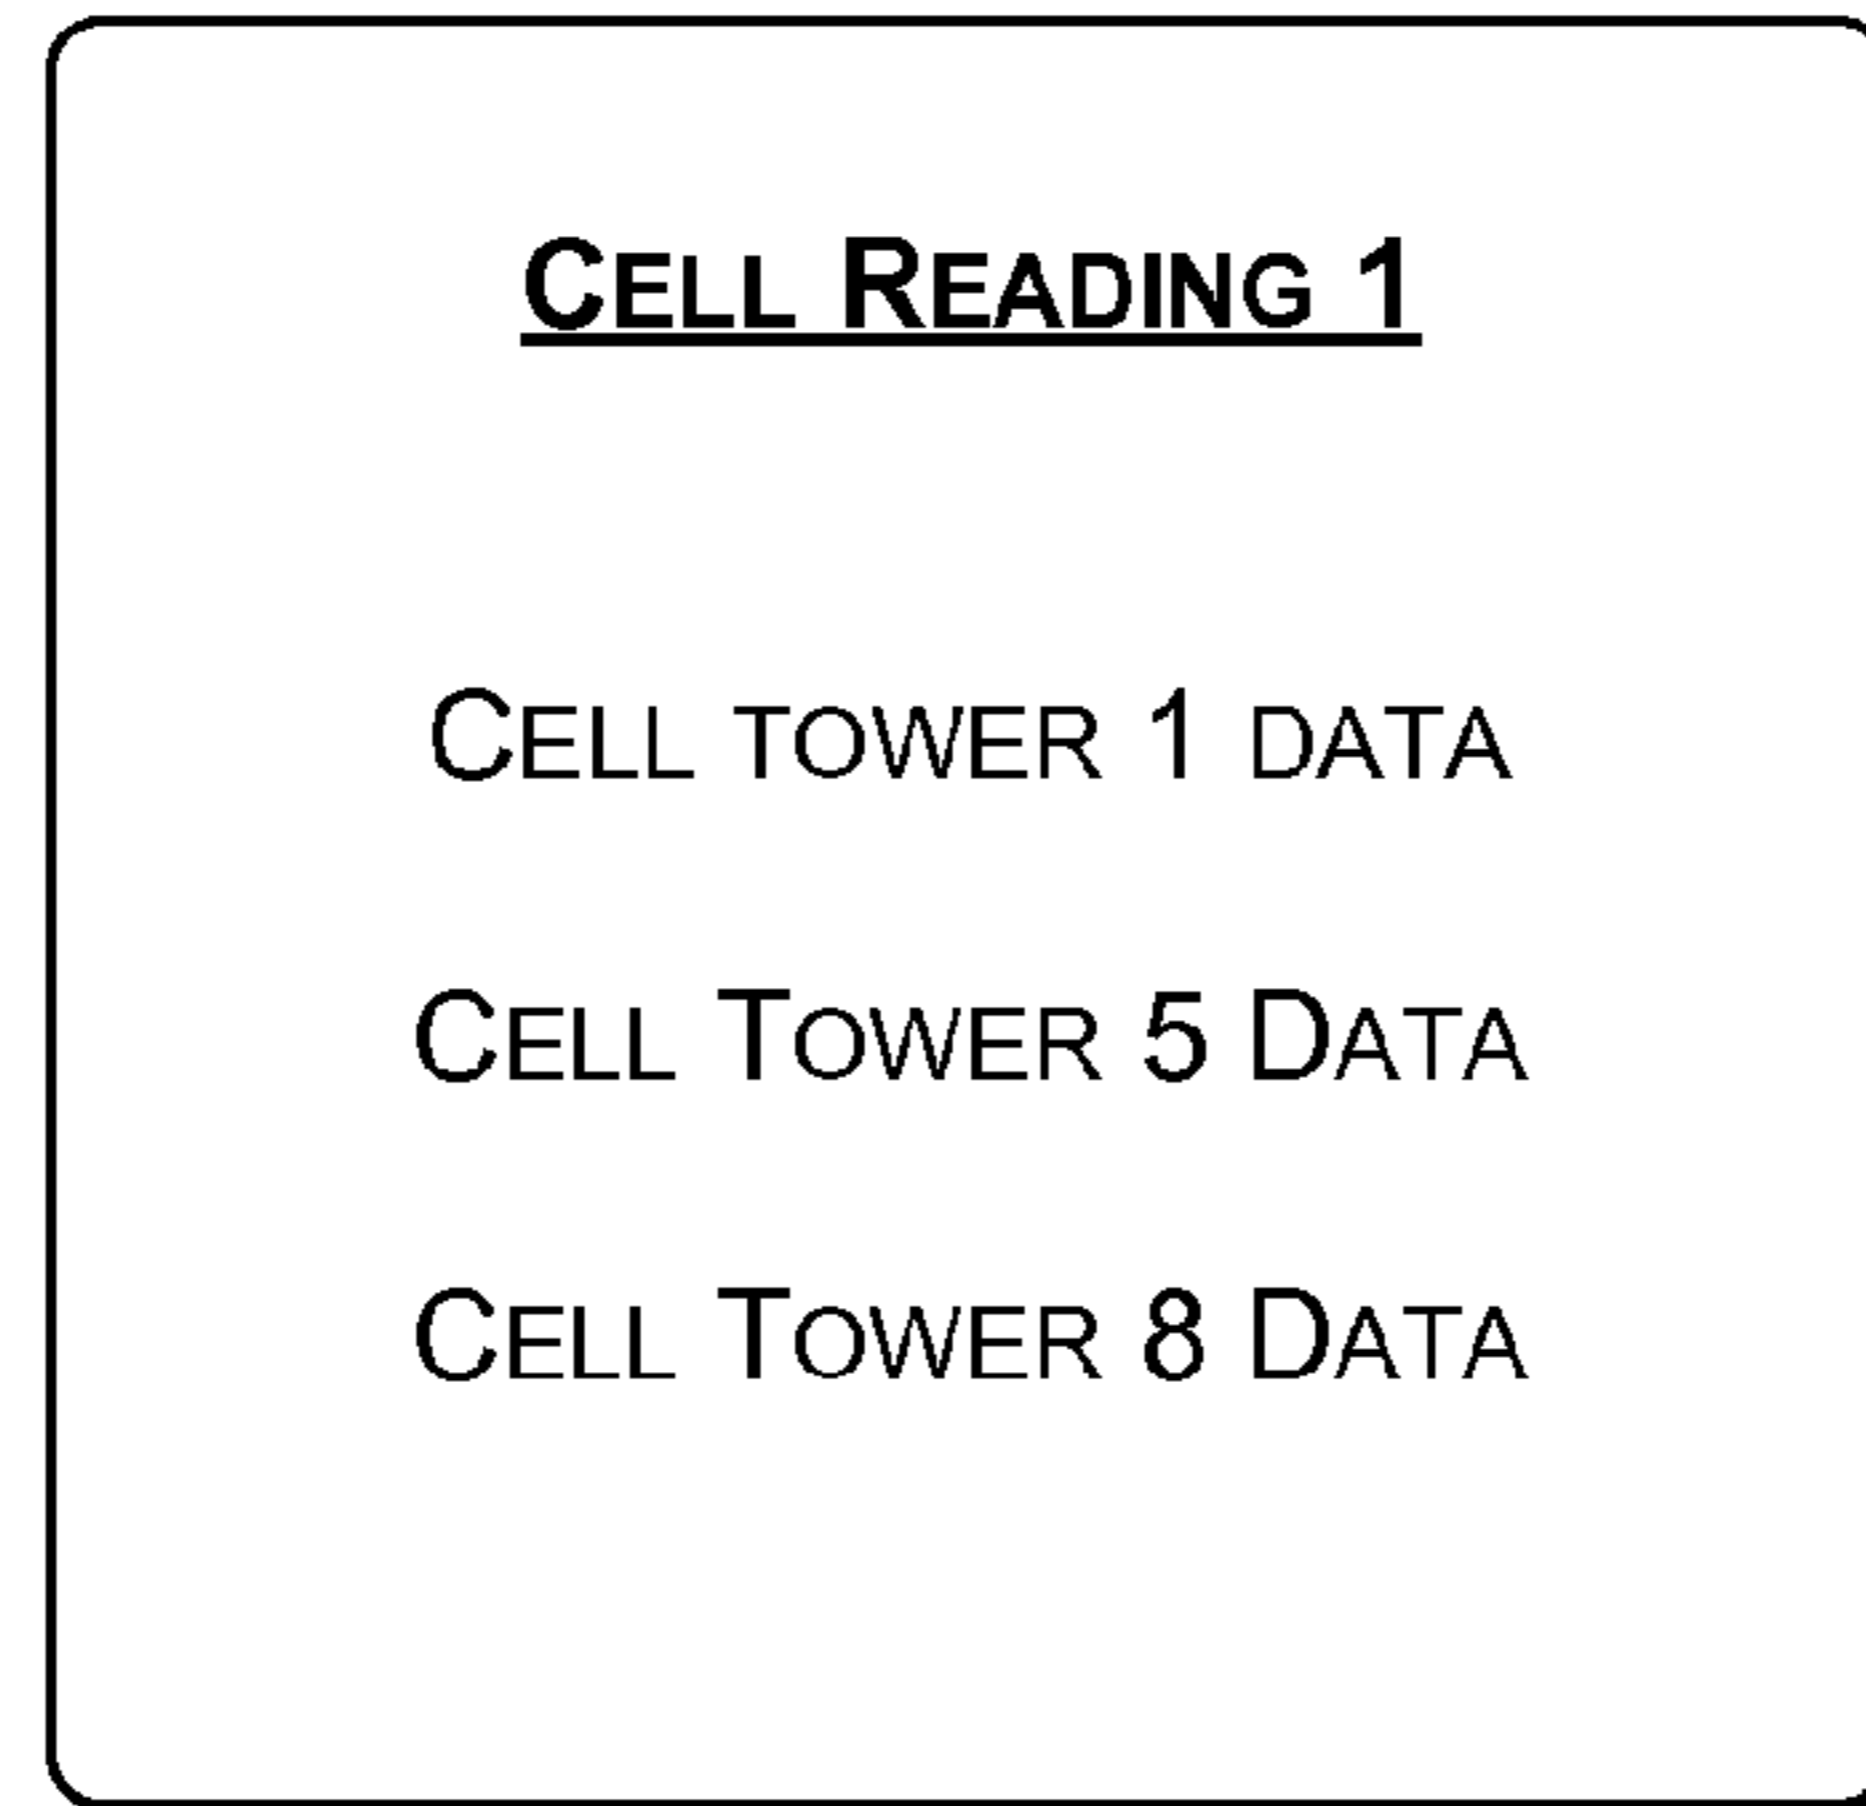 CELL READING 1
CELL TOWER 1 DATA
CELL TOWER 5 DATA
CELL TOWER 8 DATA